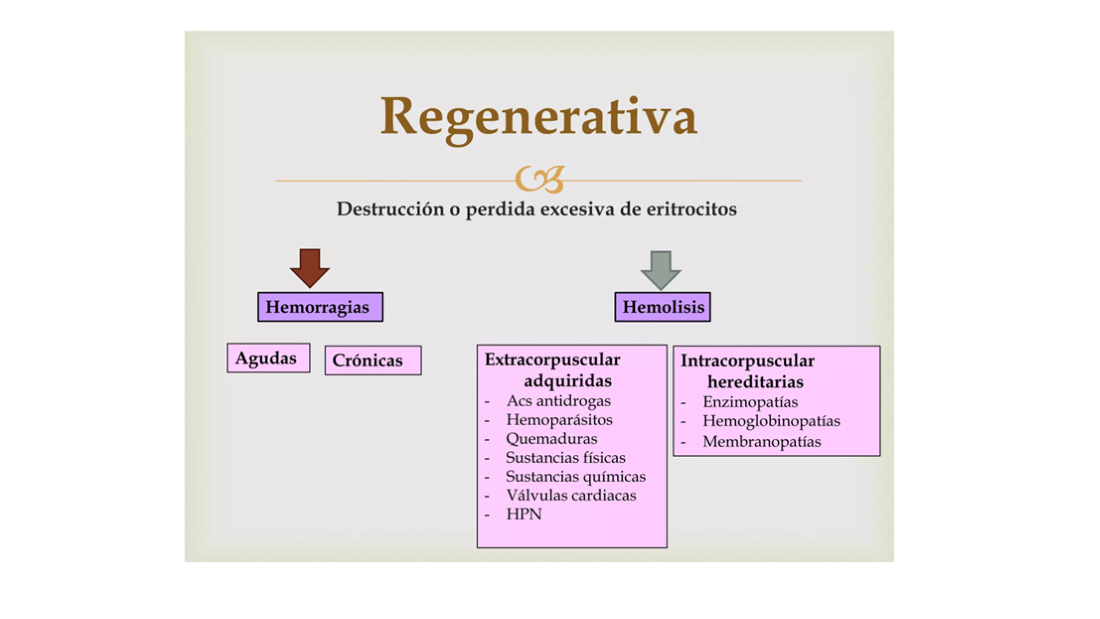 Regenerativa
Destrucción o perdida excesiva de eritrocitos
Hemorragias
Hemolisis
Agudas
Crónicas
Extracorpuscular
adquiridas
- Acs antidrogas
- Hemoparásitos
- Quemaduras
- Sustancias físicas
- Sustancias químicas
- Válvulas cardiacas
- HPN
Intracorpuscular
hereditarias
- Enzimopatías
- Hemoglobinopatías
- Membranopatías